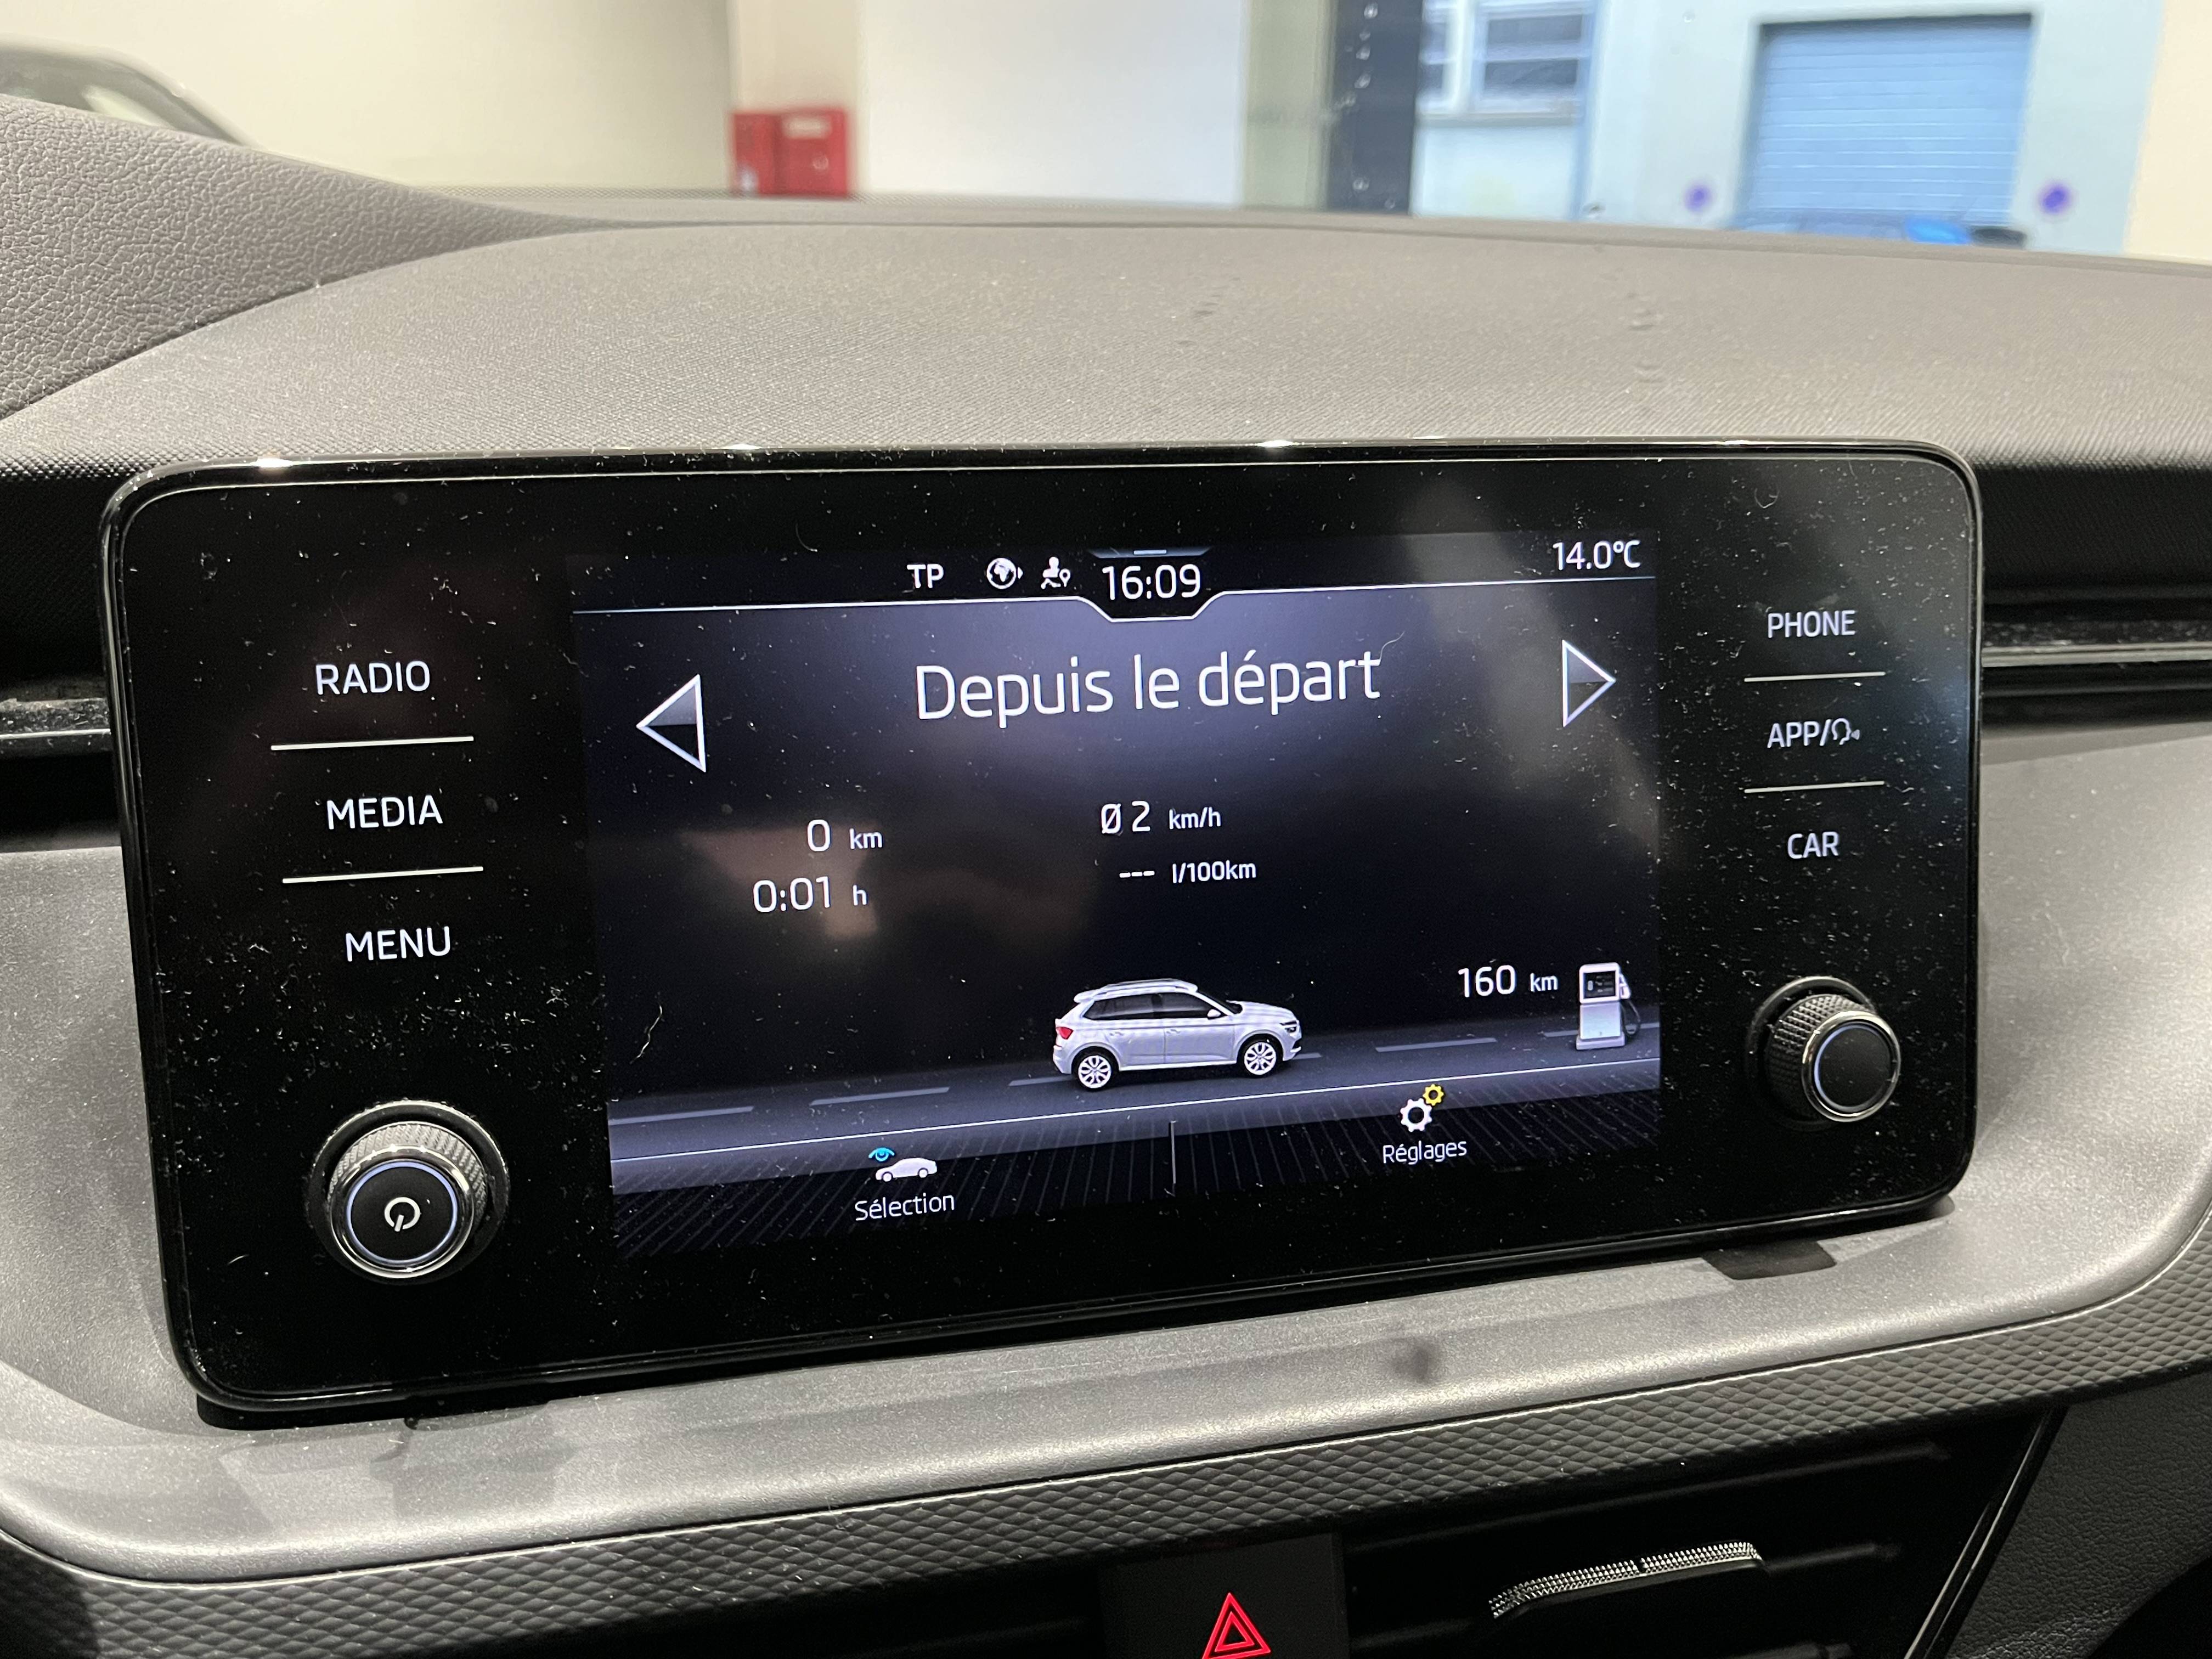 TP 16:09 14.0°C
RADIO
MEDIA
MENU
Depuis le départ
0 km
0:01 h
Ø 2 km/h
--- l/100km
160 km
Sélection
Réglages
PHONE
APP/
CAR